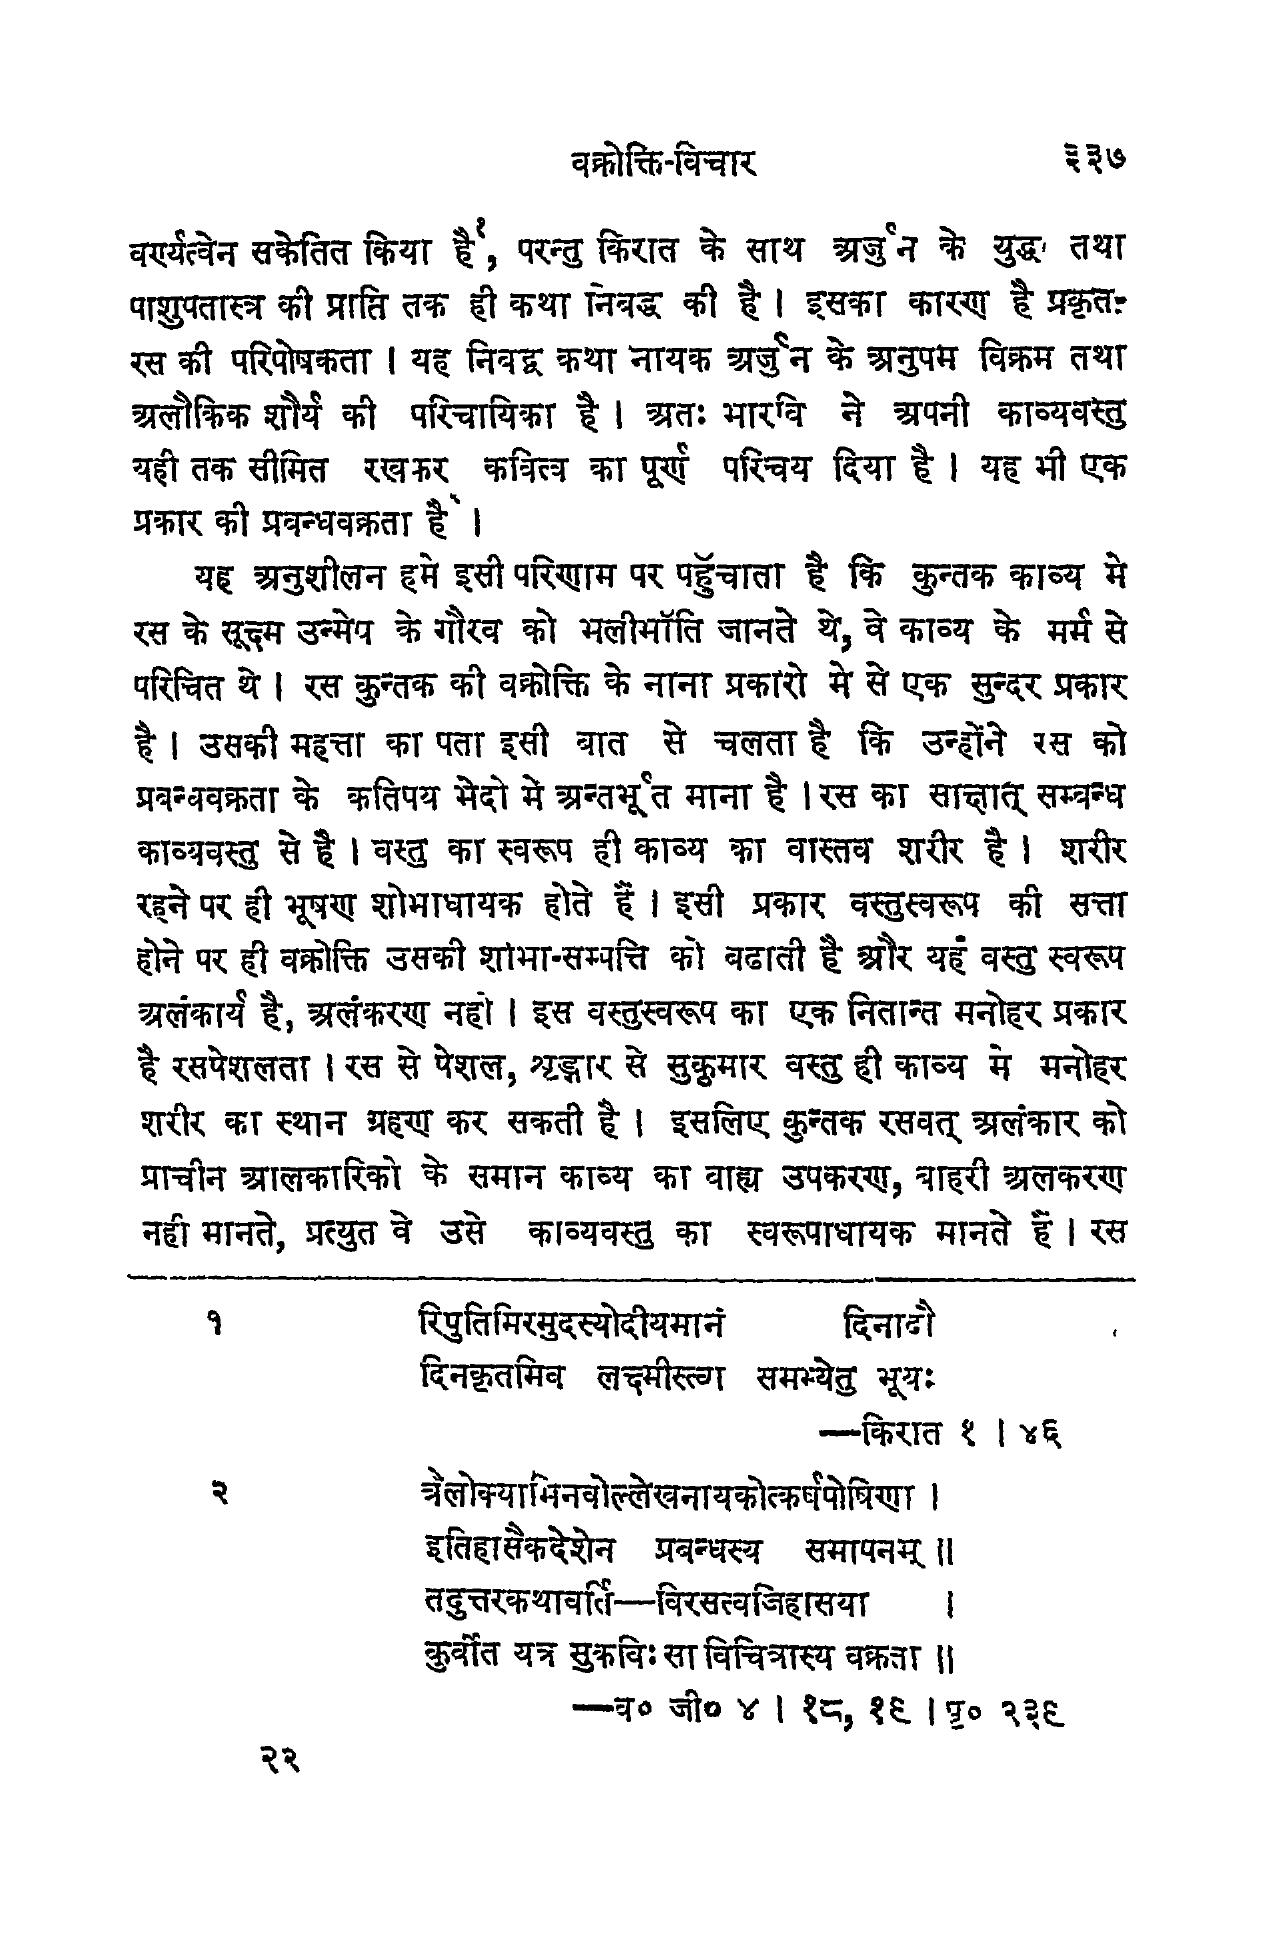 वक्रोक्ति-विचार ३३७
वर्ण्यत्वेन सकेतित किया है१, परन्तु किरात के साथ अर्जुन के युद्ध तथा
पाशुपतास्त्र की प्राप्ति तक ही कथा निबद्ध की है । इसका कारण है प्रकृत-
रस की परिपोषकता । यह निबद्ध कथा नायक अर्जुन के अनुपम विक्रम तथा
अलौकिक शौर्य की परिचायिका है । अतः भारवि ने अपनी काव्यवस्तु
यही तक सीमित रखकर कवित्व का पूर्ण परिचय दिया है । यह भी एक
प्रकार की प्रबन्धवक्रता है ।
यह अनुशीलन हमे इसी परिणाम पर पहुँचाता है कि कुन्तक काव्य मे
रस के सूक्ष्म उन्मेष के गौरव को भलीभाँति जानते थे, वे काव्य के मर्म से
परिचित थे । रस कुन्तक की वक्रोक्ति के नाना प्रकारो मे से एक सुन्दर प्रकार
है । उसकी महत्ता का पता इसी बात से चलता है कि उन्होंने रस को
प्रबन्धवक्रता के कतिपय भेदो में अन्तर्भूत माना है । रस का साक्षात् सम्बन्ध
काव्यवस्तु से है । वस्तु का स्वरूप ही काव्य का वास्तव शरीर है । शरीर
रहने पर ही भूषण शोभाधायक होते हैं । इसी प्रकार वस्तुस्वरूप की सत्ता
होने पर ही वक्रोक्ति उसकी शोभा-सम्पत्ति को बढाती है और यह वस्तु स्वरूप
अलंकार्य है, अलंकरण नहीं । इस वस्तुस्वरूप का एक नितान्त मनोहर प्रकार
है रसपेशलता । रस से पेशल, शृङ्गार से सुकुमार वस्तु ही काव्य मे मनोहर
शरीर का स्थान ग्रहण कर सकती है । इसलिए कुन्तक रसवत् अलंकार को
प्राचीन आलकारिको के समान काव्य का बाह्य उपकरण, बाहरी अलकरण
नही मानते, प्रत्युत वे उसे काव्यवस्तु का स्वरूपाधायक मानते हैं । रस
१ रिपुतिमिरमुदस्योदीयमानं दिनादौ
दिनकृतमिव लक्ष्मीस्त्वा समभ्येतु भूयः
—किरात १ । ४६
२ त्रैलोक्याभिनवोल्लेखनायकोत्कर्षपोषिणा ।
इतिहासैकदेशेन प्रबन्धस्य समापनम् ॥
तदुत्तरकथावर्ति—विरसत्वजिहासया ।
कुर्वीत यत्र सुकविः सा विचित्रास्य वक्रता ॥
—व० जी० ४ । १८, १९ । पृ० २३९
२२